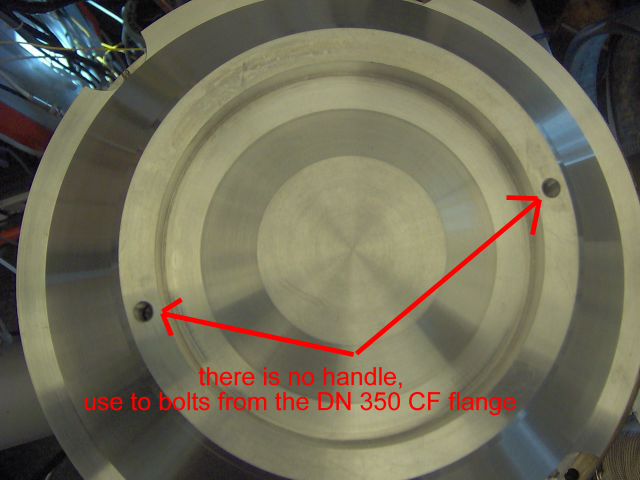 there is no handle,
use to bolts from the DN 350 CF flange